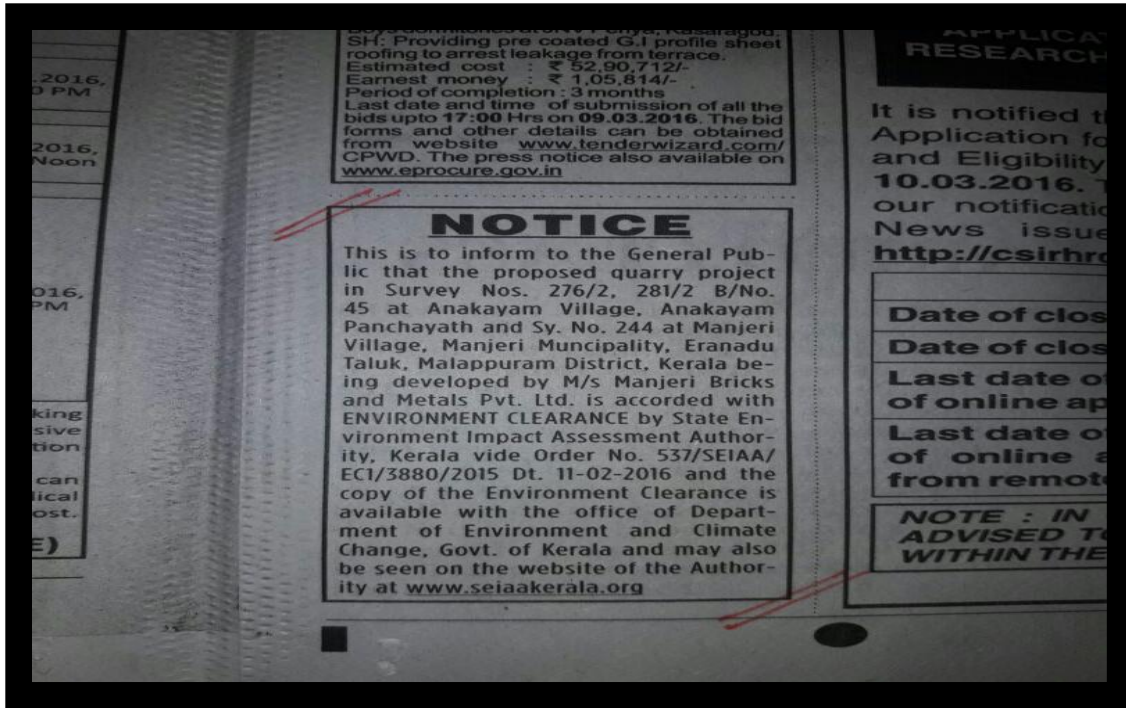 .2016,
0 PM
2016,
Noon
016,
PM
king
sive
tion
can
lical
ost.
E)
SH: Providing pre coated G.I profile sheet
roofing to arrest leakage from terrace.
Estimated cost : ₹ 52,90,712/-
Earnest money : ₹ 1,05,814/-
Period of completion : 3 months
Last date and time of submission of all the
bids upto 17:00 Hrs on 09.03.2016. The bid
forms and other details can be obtained
from website www.tenderwizard.com/
CPWD. The press notice also available on
www.eprocure.gov.in
NOTICE
This is to inform to the General Pub-
lic that the proposed quarry project
in Survey Nos. 276/2, 281/2 B/No.
45 at Anakayam Village, Anakayam
Panchayath and Sy. No. 244 at Manjeri
Village, Manjeri Muncipality, Eranadu
Taluk, Malappuram District, Kerala be-
ing developed by M/s Manjeri Bricks
and Metals Pvt. Ltd. is accorded with
ENVIRONMENT CLEARANCE by State En-
vironment Impact Assessment Author-
ity, Kerala vide Order No. 537/SEIAA/
EC1/3880/2015 Dt. 11-02-2016 and the
copy of the Environment Clearance is
available with the office of Depart-
ment of Environment and Climate
Change, Govt. of Kerala and may also
be seen on the website of the Author-
ity at www.seiaakerala.org
APPLICA
RESEARCH
It is notified t
Application fo
and Eligibility
10.03.2016. T
our notificatio
News issue
http://csirhrd
Date of clos
Date of clos
Last date o
of online ap
Last date o
of online a
from remot
NOTE : IN
ADVISED TO
WITHIN THE